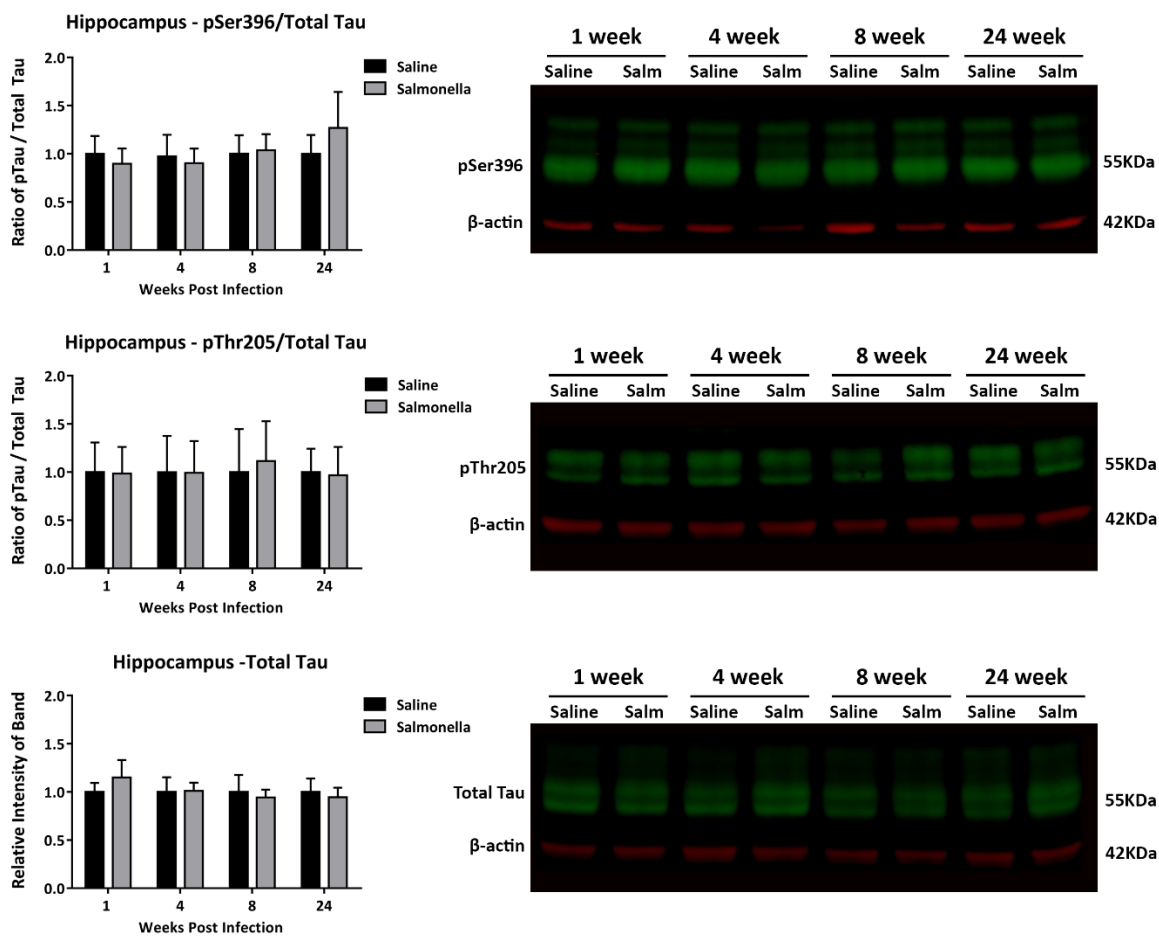 Hippocampus - pSer396/Total Tau
Ratio of pTau / Total Tau
2.0
1.5
1.0
0.5
0.0
Saline
Salmonella
1 4 8 24
Weeks Post Infection
1 week 4 week 8 week 24 week
Saline Salm Saline Salm Saline Salm Saline Salm
pSer396
55KDa
β-actin
42KDa
Hippocampus - pThr205/Total Tau
Ratio of pTau / Total Tau
2.0
1.5
1.0
0.5
0.0
Saline
Salmonella
1 4 8 24
Weeks Post Infection
1 week 4 week 8 week 24 week
Saline Salm Saline Salm Saline Salm Saline Salm
pThr205
55KDa
β-actin
42KDa
Hippocampus -Total Tau
Relative Intensity of Band
2.0
1.5
1.0
0.5
0.0
Saline
Salmonella
1 4 8 24
Weeks Post Infection
1 week 4 week 8 week 24 week
Saline Salm Saline Salm Saline Salm Saline Salm
Total Tau
55KDa
β-actin
42KDa